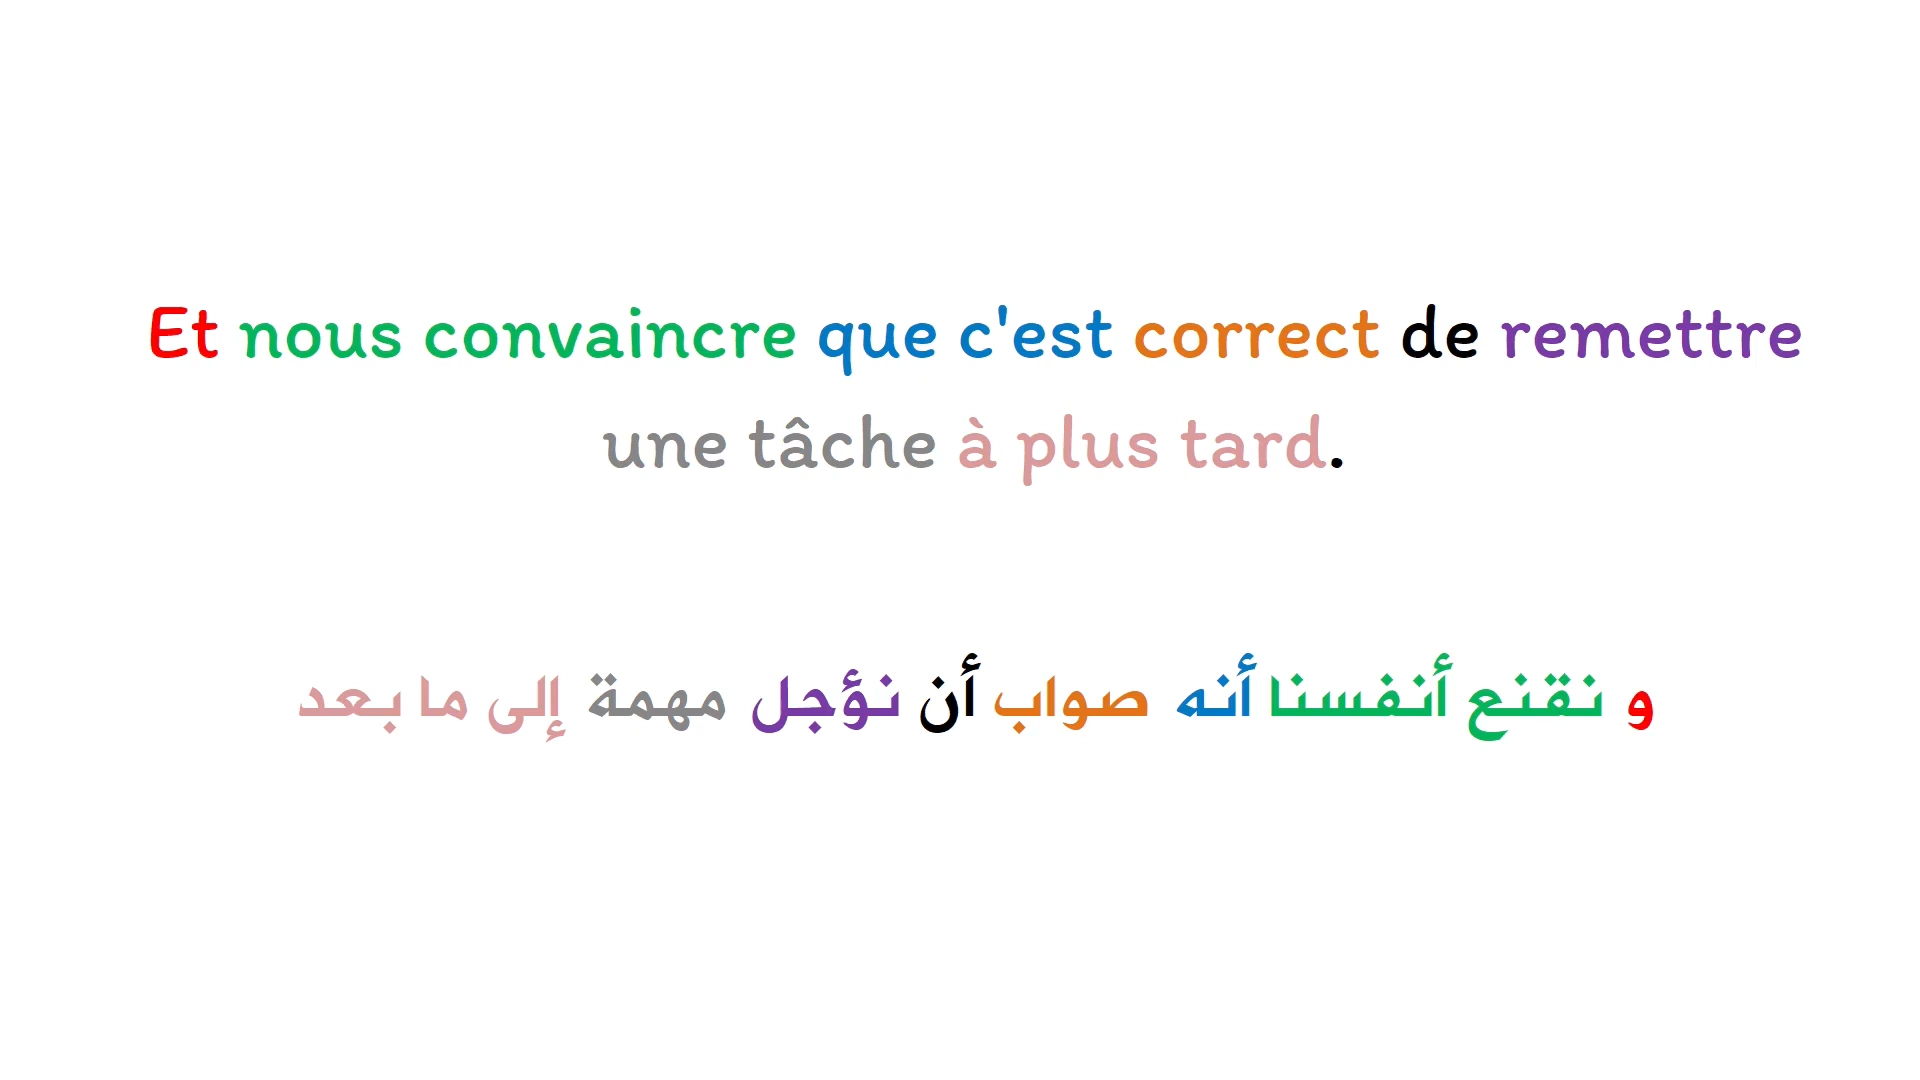 Et nous convaincre que c'est correct de remettre
une tâche à plus tard.
و نقنع أنفسنا أنه صواب أن نؤجل مهمة إلى ما بعد